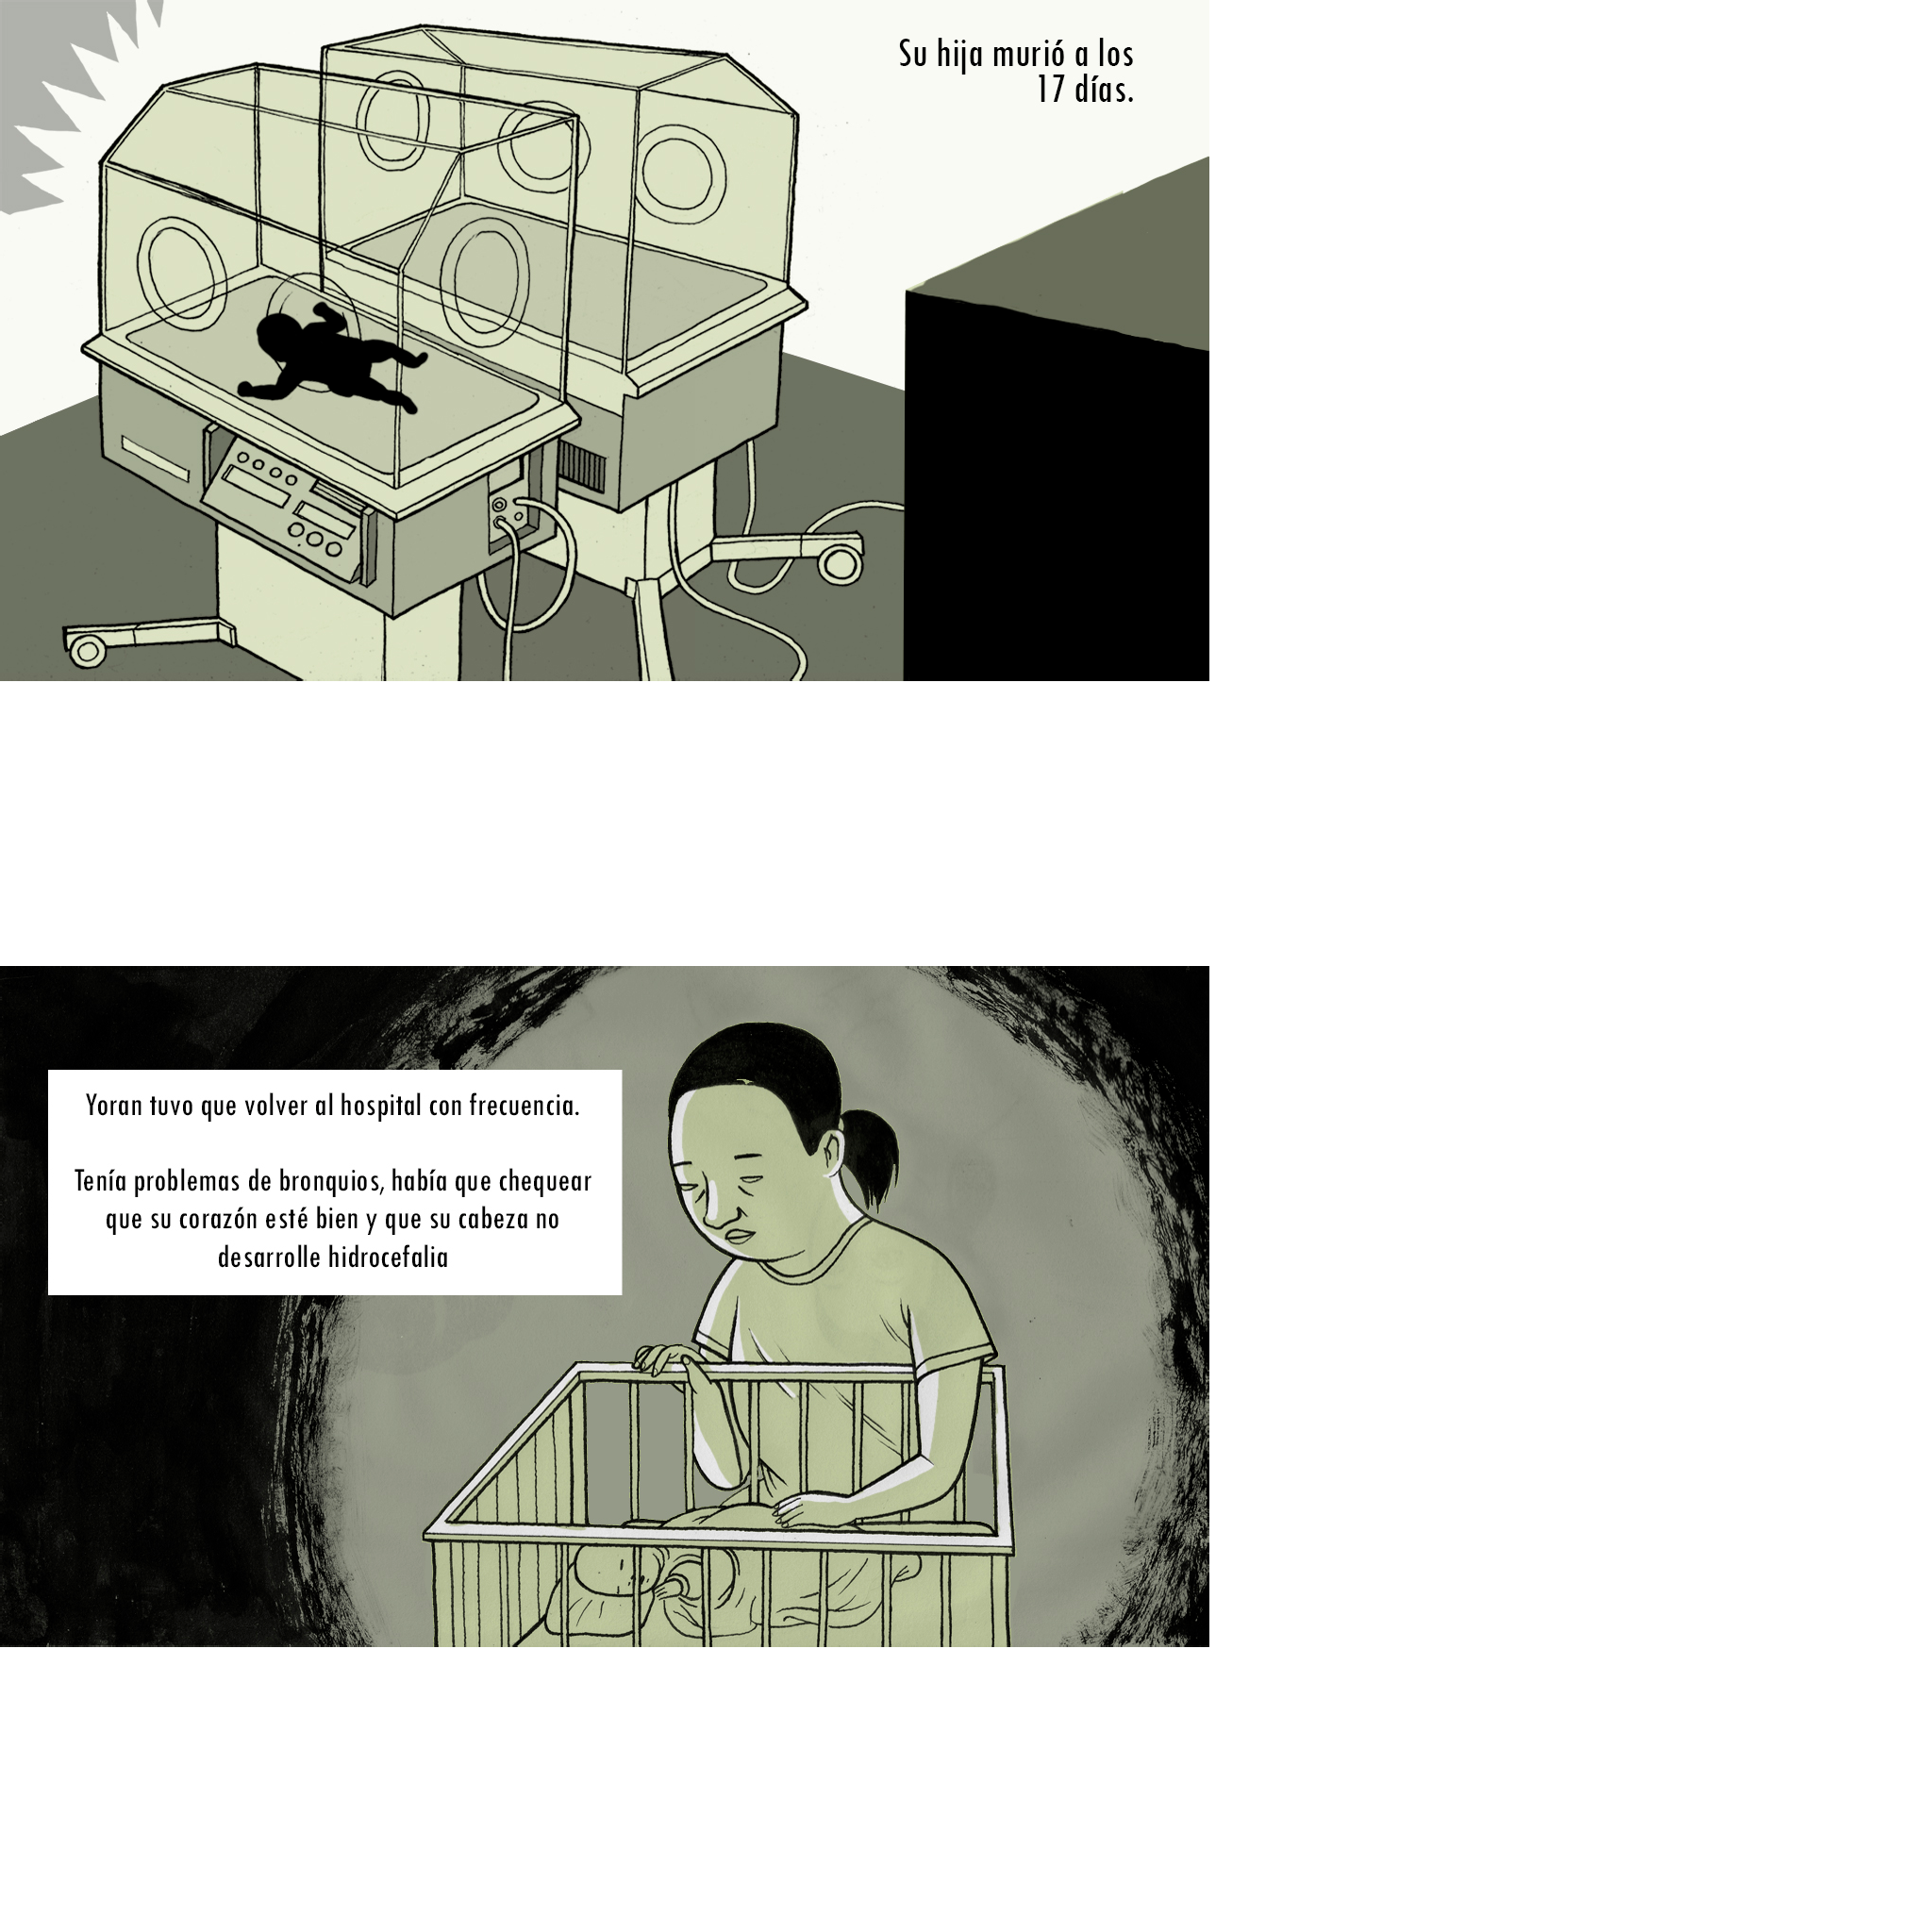 Su hija murió a los
17 días.
Yoran tuvo que volver al hospital con frecuencia.
Tenía problemas de bronquios, había que chequear
que su corazón esté bien y que su cabeza no
desarrolle hidrocefalia